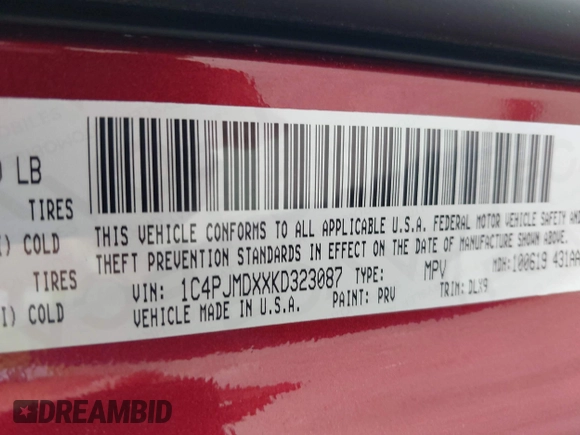 LB
TIRES
THIS VEHICLE CONFORMS TO ALL APPLICABLE U.S.A. FEDERAL MOTOR VEHICLE SAFETY
I) COLD
THEFT PREVENTION STANDARDS IN EFFECT ON THE DATE OF MANUFACTURE SHOWN ABOVE.
TIRES
VIN: 1C4PJMDXXKD323087 TYPE: MPV MDH: 100619 431AA
I) COLD
VEHICLE MADE IN U.S.A. PAINT: PRV TRIM: DLX9
DREAMBID